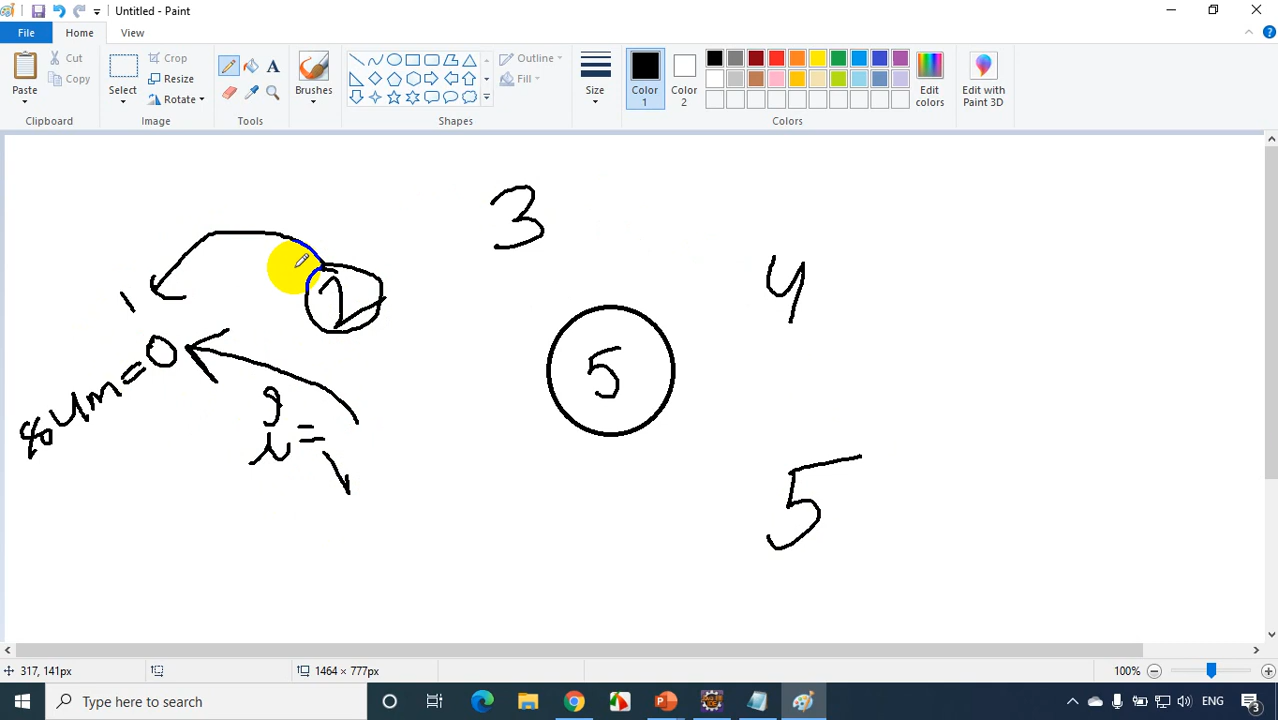 Untitled - Paint
File
Home
View
Paste
Cut
Copy
Clipboard
Select
Crop
Resize
Rotate
Image
A
Tools
Brushes
Outline
Fill
Shapes
Size
Color 1
Color 2
Edit colors
Edit with Paint 3D
Colors
3
4
1
2
sum=0
5
i=
5
317, 141px
1464 × 777px
100%
Type here to search
ENG
3